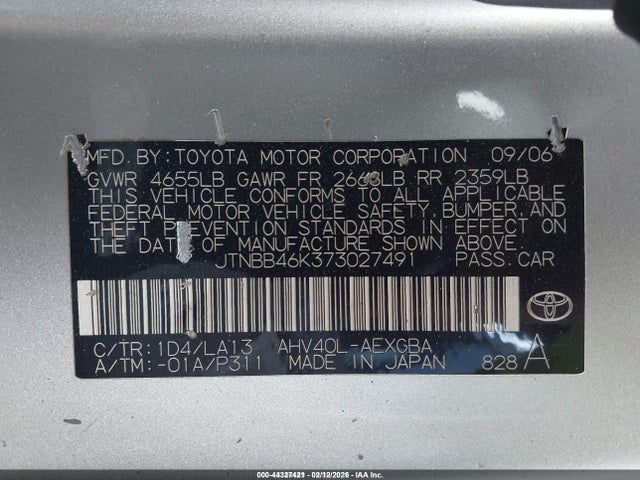 MFD. BY: TOYOTA MOTOR CORPORATION 09/06
GVWR 4655LB GAWR FR 2668LB RR 2359LB
THIS VEHICLE CONFORMS TO ALL APPLICABLE
FEDERAL MOTOR VEHICLE SAFETY, BUMPER, AND
THEFT PREVENTION STANDARDS IN EFFECT ON
THE DATE OF MANUFACTURE SHOWN ABOVE.
JTNBB46K373027491 PASS. CAR
C/TR: 1D4/LA13 AHV40L-AEXGBA
A/TM: -01A/P311 MADE IN JAPAN 828 A
000-44327421 - 02/12/2026 - IAA Inc.